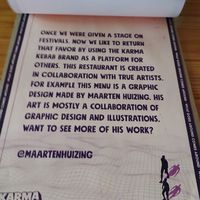 ONCE WE WERE GIVEN A STAGE ON
FESTIVALS. NOW WE LIKE TO RETURN
THAT FAVOR BY USING THE KARMA
KEBAB BRAND AS A PLATFORM FOR
OTHERS. THIS RESTAURANT IS CREATED
IN COLLABORATION WITH TRUE ARTISTS.
FOR EXAMPLE THIS MENU IS A GRAPHIC
DESIGN MADE BY MAARTEN HUIZING. HIS
ART IS MOSTLY A COLLABORATION OF
GRAPHIC DESIGN AND ILLUSTRATIONS.
WANT TO SEE MORE OF HIS WORK?
@MAARTENHUIZING
KARMA